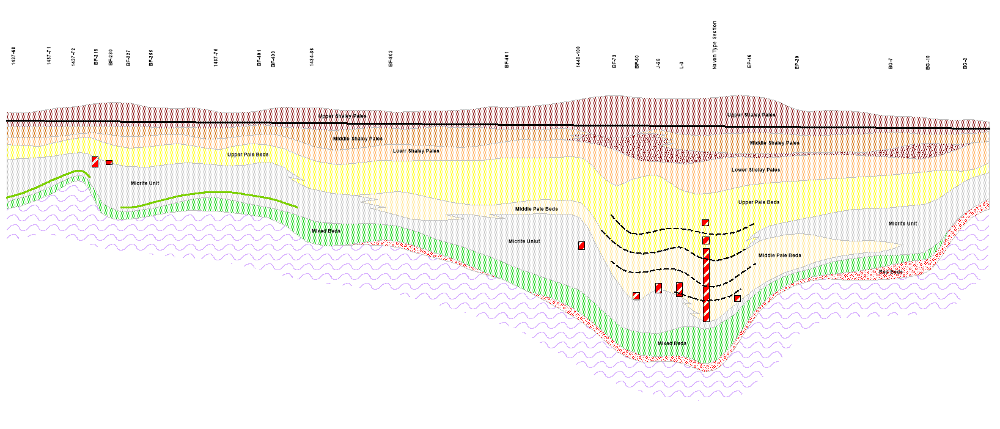 1437-68
1437-71
1437-72
BF-219
BF-230
BF-227
BF-255
1437-75
BF-401
BF-403
1434-36
BF-802
BF-501
1440-100
BF-73
BF-60
J-26
L-3
Navan Type Section
EP-16
EP-20
BG-7
BG-10
BG-2
Upper Shaley Pales
Upper Shaley Pales
Middle Shaley Pales
Middle Shaley Pales
Loerr Shaley Pales
Upper Pale Beds
Lower Shelay Pales
Micrite Unit
Upper Pale Beds
Middle Pale Beds
Micrite Unit
Mixed Beds
Micrite Uniut
Middle Pale Beds
Red Beds
Mixed Beds